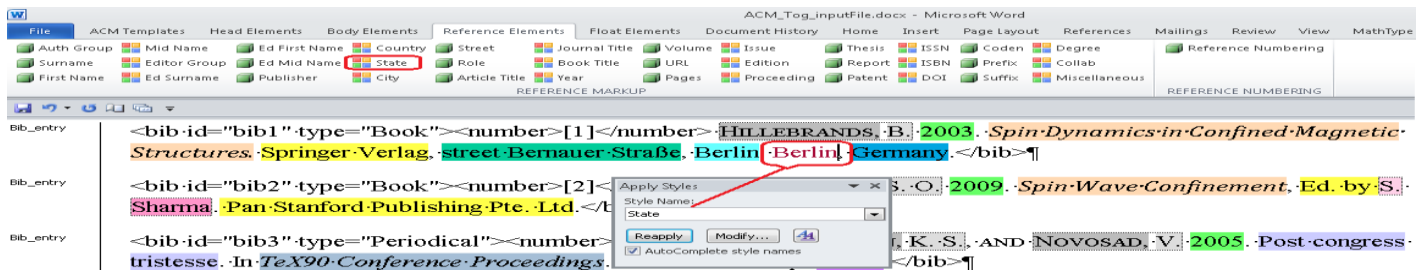 W ACM_Tog_inputFile.docx - Microsoft Word
File ACM Templates Head Elements Body Elements Reference Elements Float Elements Document History Home Insert Page Layout References Mailings Review View MathType
Auth Group Mid Name Ed First Name Country Street Journal Title Volume Issue Thesis ISSN Coden Degree Reference Numbering
Surname Editor Group Ed Mid Name State Role Book Title URL Edition Report ISBN Prefix Collab
First Name Ed Surname Publisher City Article Title Year Pages Proceeding Patent DOI Suffix Miscellaneous
REFERENCE MARKUP REFERENCE NUMBERING
Bib_entry <bib·id="bib1"·type="Book"><number>[1]</number>·HILLEBRANDS,·B.·2003.·Spin·Dynamics·in·Confined·Magnetic·
Structures.·Springer·Verlag,·street·Bernauer·Straße,·Berlin·Berlin,·Germany.</bib>¶
Bib_entry <bib·id="bib2"·type="Book"><number>[2]< S.·O.·2009.·Spin-Wave·Confinement,·Ed.·by·S.·
Sharma.·Pan·Stanford·Publishing·Pte.·Ltd.</b
Apply Styles
Style Name:
State
Reapply Modify...
AutoComplete style names
Bib_entry <bib·id="bib3"·type="Periodical"><number> ,·K.·S.,·AND·NOVOSAD,·V.·2005.·Post·congress·
tristesse.·In·TeX90·Conference·Proceedings. </bib>¶